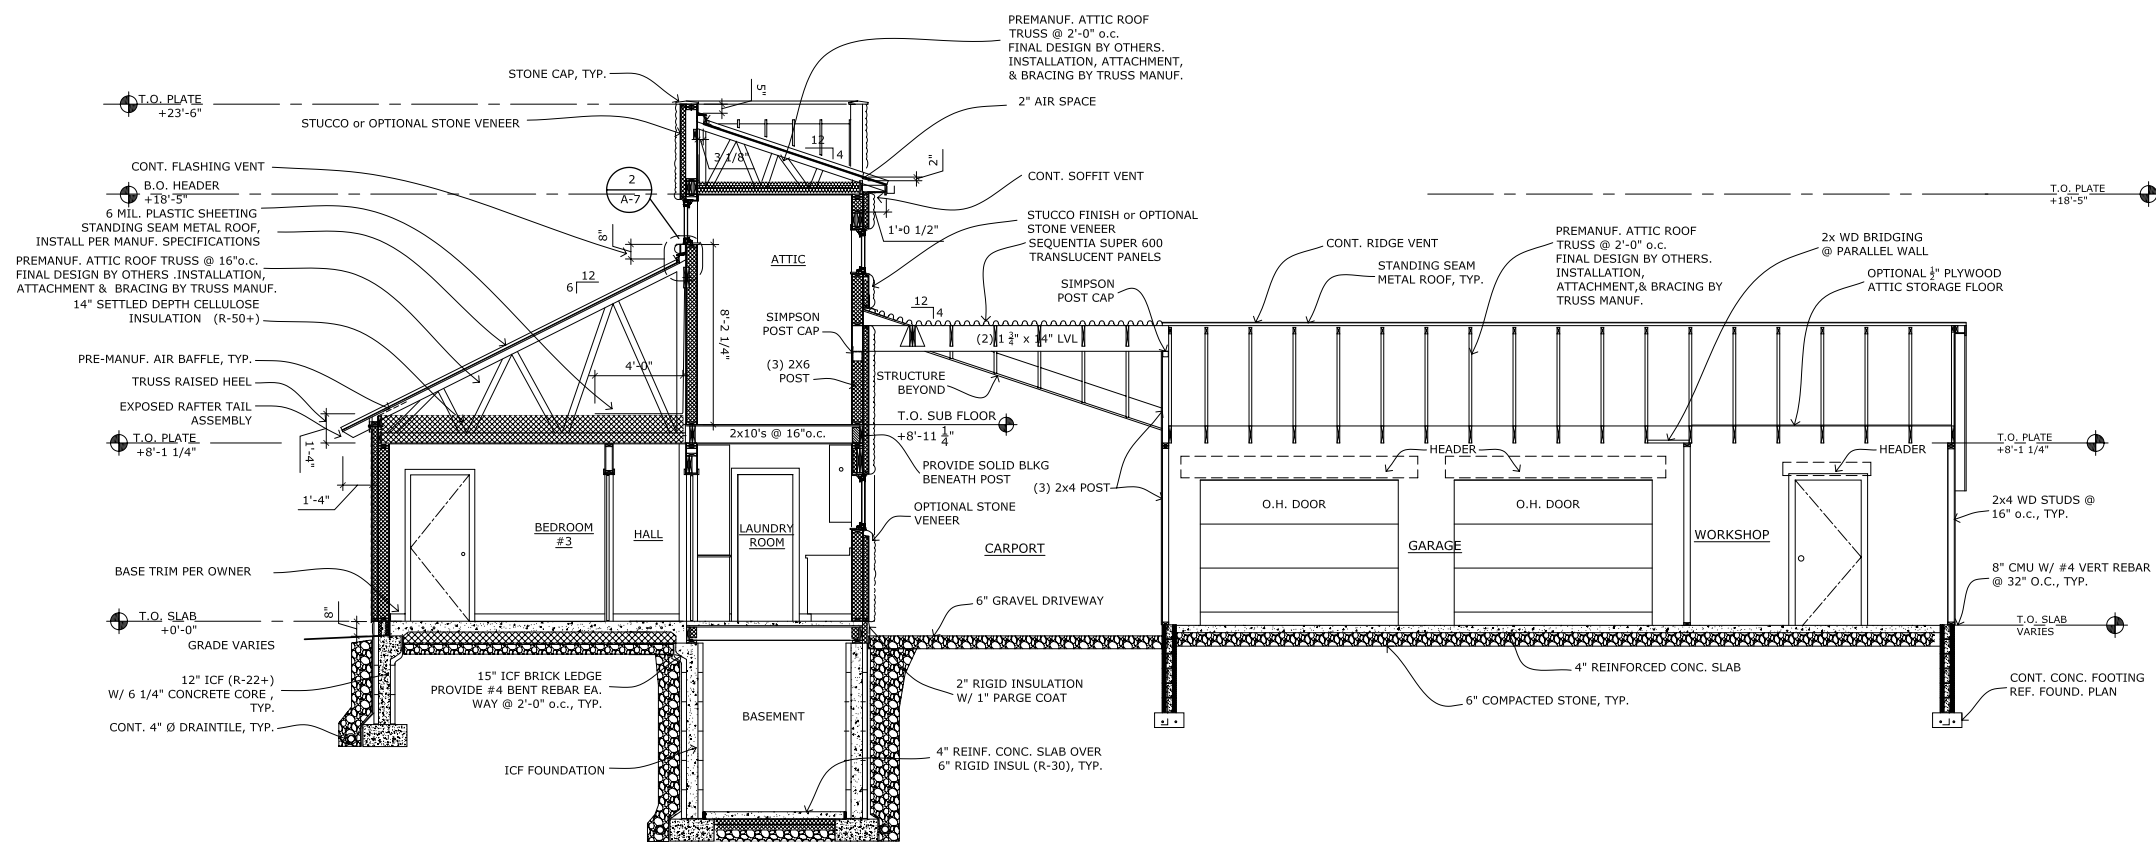 PREMANUF. ATTIC ROOF
TRUSS @ 2'-0" o.c.
FINAL DESIGN BY OTHERS.
INSTALLATION, ATTACHMENT,
& BRACING BY TRUSS MANUF.
STONE CAP, TYP.
5"
2" AIR SPACE
T.O. PLATE
+23'-6"
STUCCO or OPTIONAL STONE VENEER
12
4
3 1/8"
2"
CONT. FLASHING VENT
2
A-7
CONT. SOFFIT VENT
B.O. HEADER
+18'-5"
T.O. PLATE
+18'-5"
6 MIL. PLASTIC SHEETING
STANDING SEAM METAL ROOF,
INSTALL PER MANUF. SPECIFICATIONS
8"
1'-0 1/2"
STUCCO FINISH or OPTIONAL
STONE VENEER
SEQUENTIA SUPER 600
TRANSLUCENT PANELS
CONT. RIDGE VENT
STANDING SEAM
METAL ROOF, TYP.
PREMANUF. ATTIC ROOF
TRUSS @ 2'-0" o.c.
FINAL DESIGN BY OTHERS.
INSTALLATION,
ATTACHMENT,& BRACING BY
TRUSS MANUF.
2x WD BRIDGING
@ PARALLEL WALL
OPTIONAL 1/2" PLYWOOD
ATTIC STORAGE FLOOR
PREMANUF. ATTIC ROOF TRUSS @ 16"o.c.
FINAL DESIGN BY OTHERS .INSTALLATION,
ATTACHMENT & BRACING BY TRUSS MANUF.
14" SETTLED DEPTH CELLULOSE
INSULATION (R-50+)
12
6
ATTIC
SIMPSON
POST CAP
12
4
SIMPSON
POST CAP
8'-2 1/4"
(2) 1 3/4" x 14" LVL
PRE-MANUF. AIR BAFFLE, TYP.
4'-0"
(3) 2X6
POST
STRUCTURE
BEYOND
TRUSS RAISED HEEL
EXPOSED RAFTER TAIL
ASSEMBLY
T.O. SUB FLOOR
+8'-11 1/4"
2x10's @ 16"o.c.
T.O. PLATE
+8'-1 1/4"
1'-4"
1'-4"
T.O. PLATE
+8'-1 1/4"
HEADER
HEADER
PROVIDE SOLID BLKG
BENEATH POST
(3) 2x4 POST
OPTIONAL STONE
VENEER
O.H. DOOR
O.H. DOOR
2x4 WD STUDS @
16" o.c., TYP.
BEDROOM
#3
HALL
LAUNDRY
ROOM
CARPORT
GARAGE
WORKSHOP
BASE TRIM PER OWNER
8" CMU W/ #4 VERT REBAR
@ 32" O.C., TYP.
6" GRAVEL DRIVEWAY
T.O. SLAB
+0'-0"
8"
T.O. SLAB
VARIES
GRADE VARIES
4" REINFORCED CONC. SLAB
12" ICF (R-22+)
W/ 6 1/4" CONCRETE CORE ,
TYP.
15" ICF BRICK LEDGE
PROVIDE #4 BENT REBAR EA.
WAY @ 2'-0" o.c., TYP.
2" RIGID INSULATION
W/ 1" PARGE COAT
6" COMPACTED STONE, TYP.
CONT. CONC. FOOTING
REF. FOUND. PLAN
CONT. 4" Ø DRAINTILE, TYP.
BASEMENT
ICF FOUNDATION
4" REINF. CONC. SLAB OVER
6" RIGID INSUL (R-30), TYP.